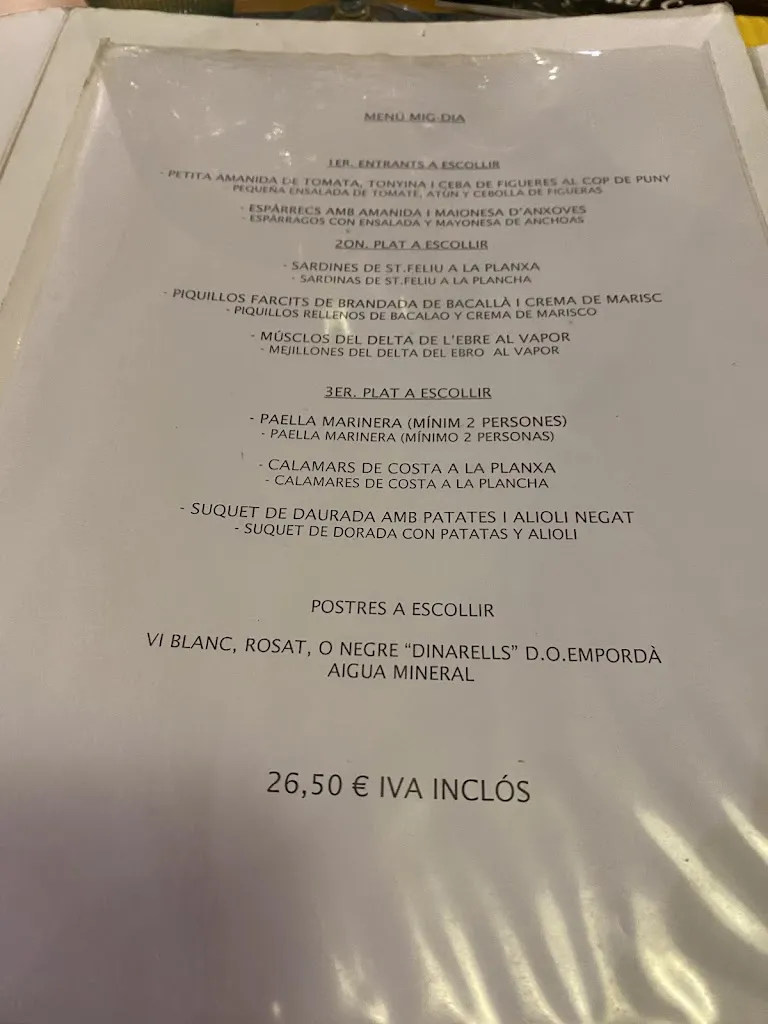 MENÚ MIG-DIA
1ER. ENTRANTS A ESCOLLIR
- PETITA AMANIDA DE TOMATA, TONYINA I CEBA DE FIGUERES AL COP DE PUNY
- PEQUEÑA ENSALADA DE TOMATE, ATÚN Y CEBOLLA DE FIGUERAS
- ESPÁRRECS AMB AMANIDA I MAIONESA D'ANXOVES
- ESPÁRRAGOS CON ENSALADA Y MAYONESA DE ANCHOAS
2ON. PLAT A ESCOLLIR
- SARDINES DE ST.FELIU A LA PLANXA
- SARDINAS DE ST.FELIU A LA PLANCHA
- PIQUILLOS FARCITS DE BRANDADA DE BACALLÀ I CREMA DE MARISC
- PIQUILLOS RELLENOS DE BACALAO Y CREMA DE MARISCO
- MÚSCLOS DEL DELTA DE L'EBRE AL VAPOR
- MEJILLONES DEL DELTA DEL EBRO AL VAPOR
3ER. PLAT A ESCOLLIR
- PAELLA MARINERA (MÍNIM 2 PERSONES)
- PAELLA MARINERA (MÍNIMO 2 PERSONAS)
- CALAMARS DE COSTA A LA PLANXA
- CALAMARES DE COSTA A LA PLANCHA
- SUQUET DE DAURADA AMB PATATES I ALIOLI NEGAT
- SUQUET DE DORADA CON PATATAS Y ALIOLI
POSTRES A ESCOLLIR
VI BLANC, ROSAT, O NEGRE "DINARELLS" D.O.EMPORDÀ
AIGUA MINERAL
26,50 € IVA INCLÓS